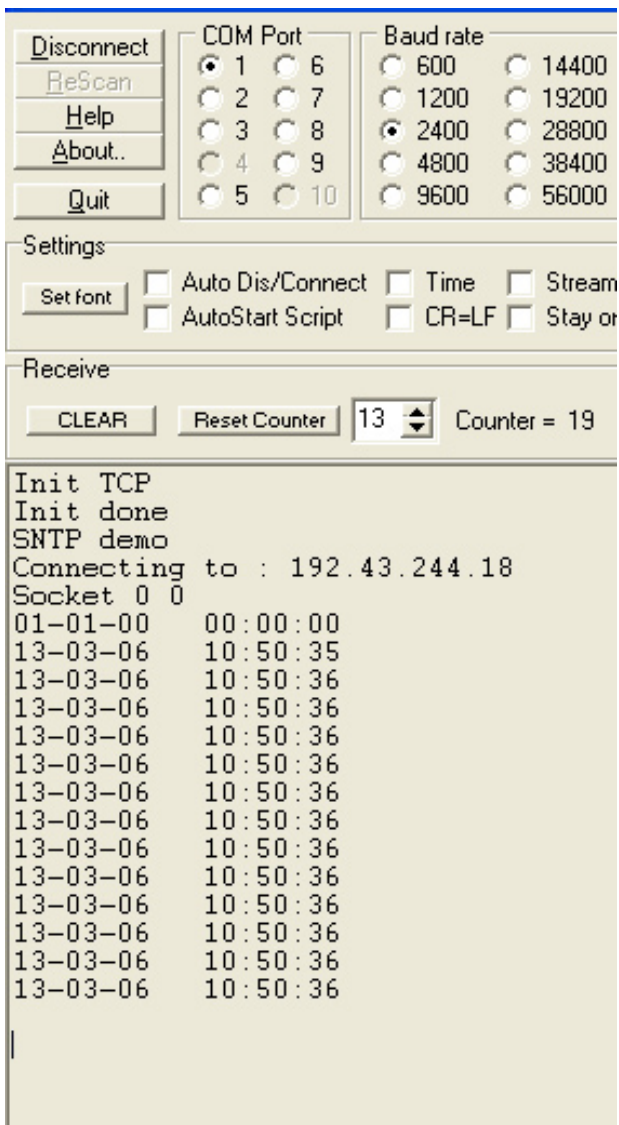 Disconnect
ReScan
Help
About..
Quit
COM Port
1 6
2 7
3 8
4 9
5 10
Baud rate
600 14400
1200 19200
2400 28800
4800 38400
9600 56000
Settings
Set font
Auto Dis/Connect Time Stream
AutoStart Script CR=LF Stay or
Receive
CLEAR Reset Counter 13 Counter = 19
Init TCP
Init done
SNTP demo
Connecting to : 192.43.244.18
Socket 0 0
01-01-00 00:00:00
13-03-06 10:50:35
13-03-06 10:50:36
13-03-06 10:50:36
13-03-06 10:50:36
13-03-06 10:50:36
13-03-06 10:50:36
13-03-06 10:50:36
13-03-06 10:50:36
13-03-06 10:50:36
13-03-06 10:50:36
13-03-06 10:50:36
13-03-06 10:50:36
13-03-06 10:50:36